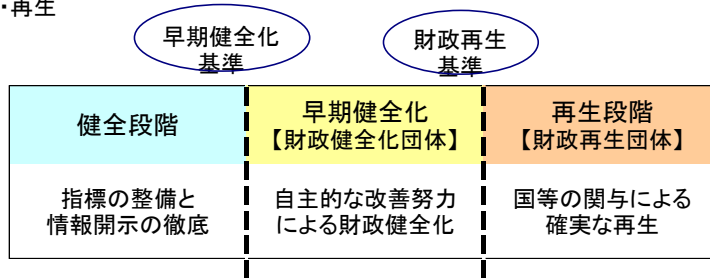 ・再生
早期健全化
基準
財政再生
基準
健全段階
早期健全化
【財政健全化団体】
再生段階
【財政再生団体】
指標の整備と
情報開示の徹底
自主的な改善努力
による財政健全化
国等の関与による
確実な再生